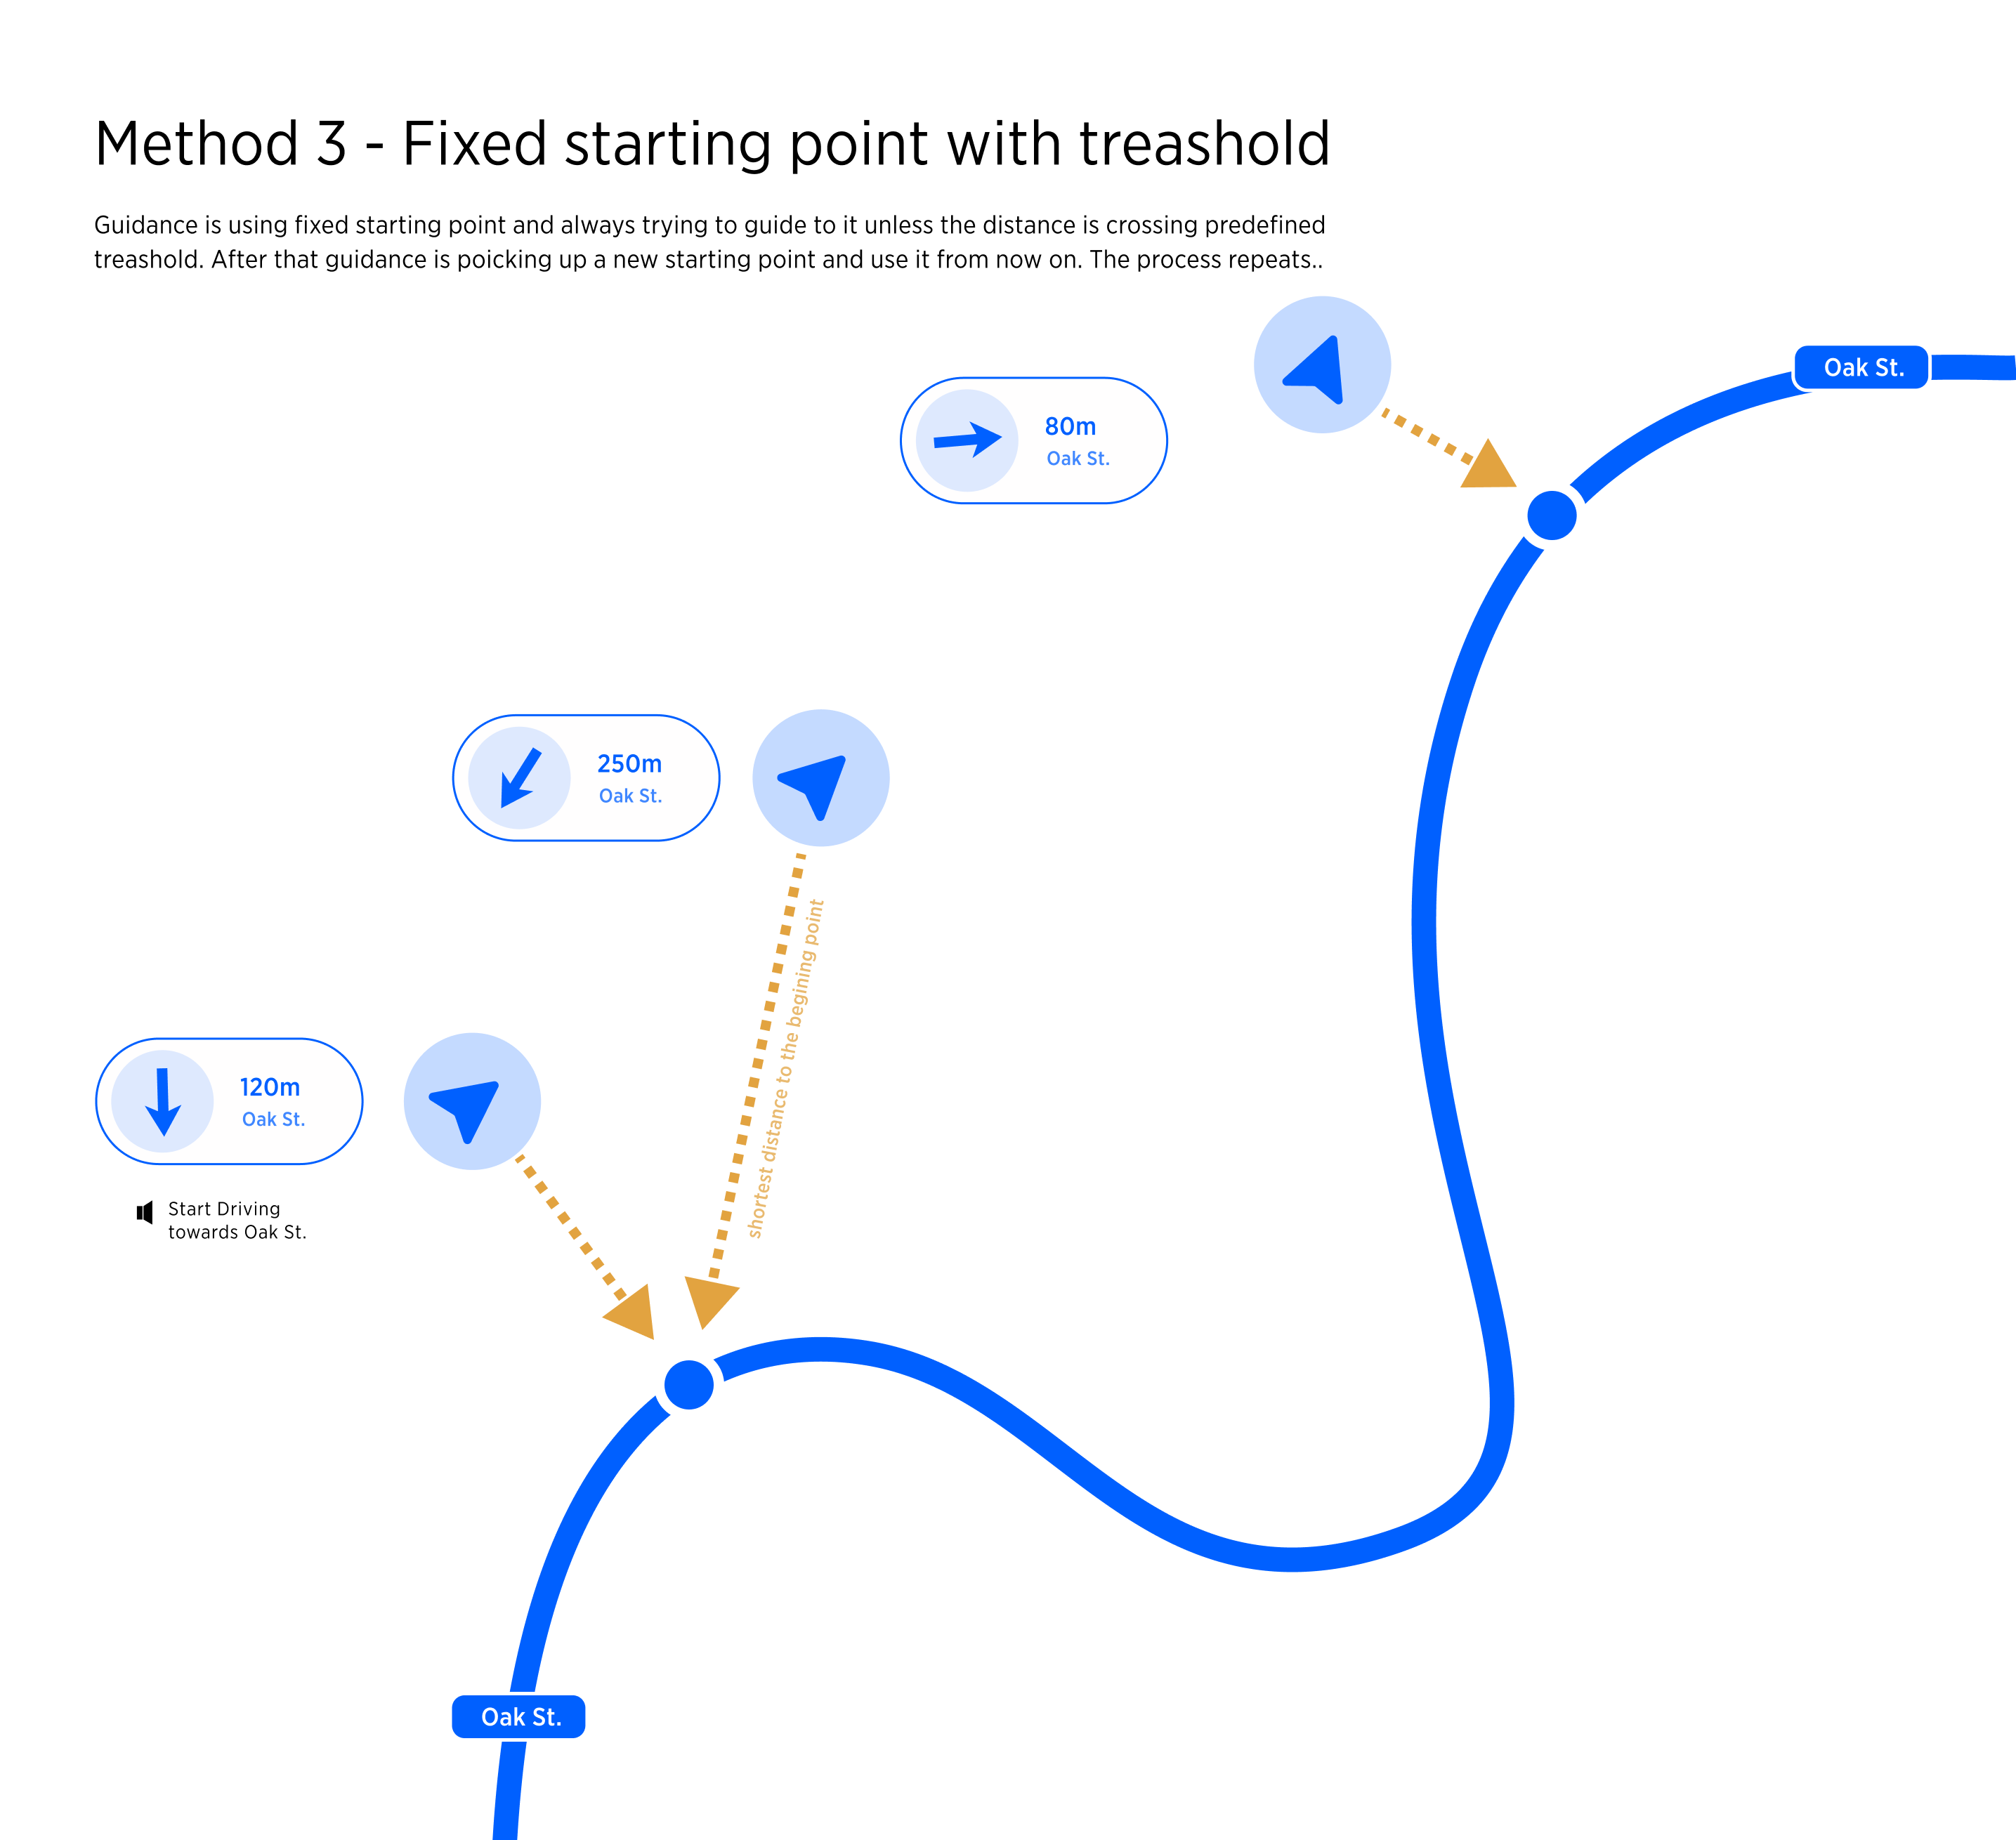 Method 3 - Fixed starting point with treashold
Guidance is using fixed starting point and always trying to guide to it unless the distance is crossing predefined
treashold. After that guidance is poicking up a new starting point and use it from now on. The process repeats..
Oak St.
80m
Oak St.
250m
Oak St.
shortest distance to the begining point
120m
Oak St.
Start Driving
towards Oak St.
Oak St.